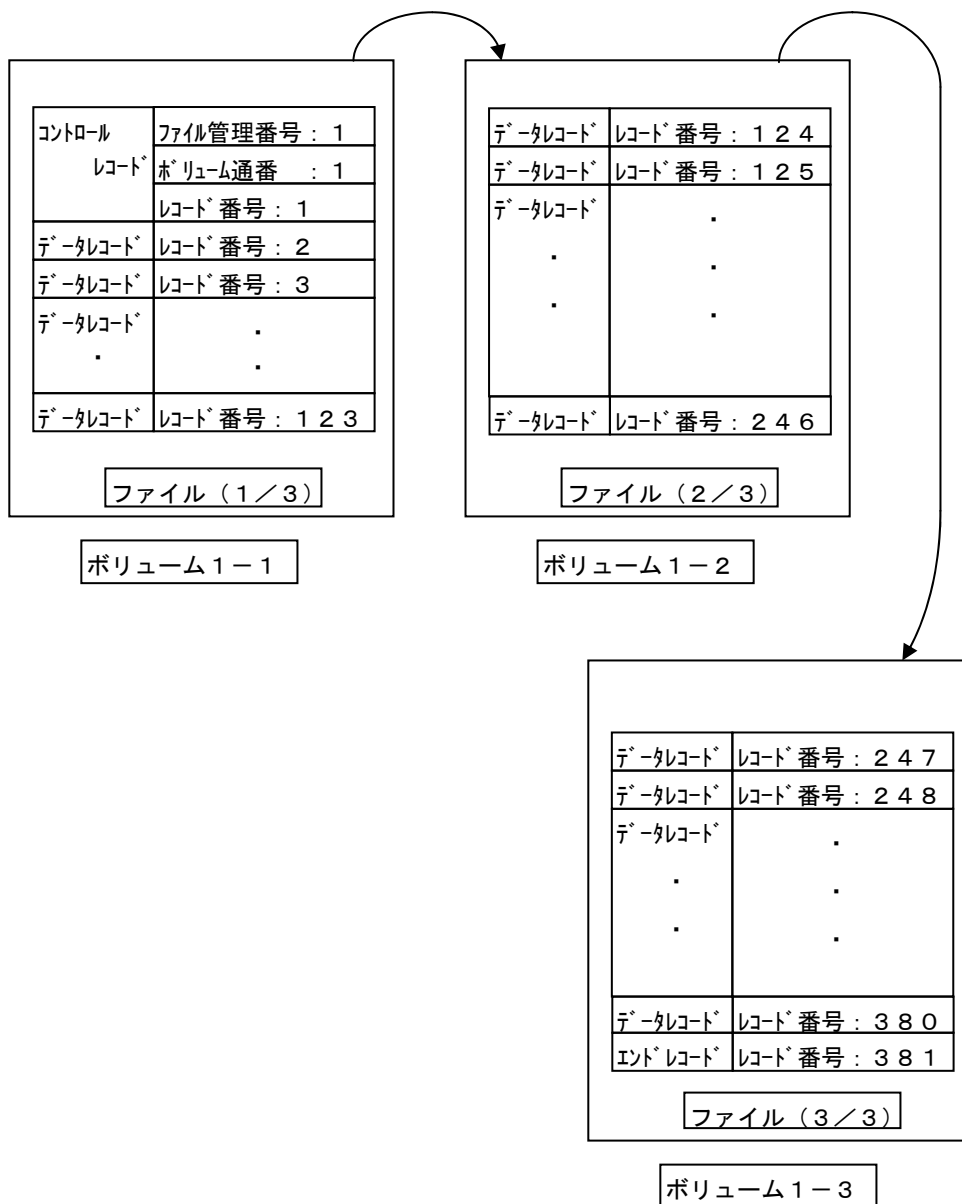 コントロール ファイル管理番号：１
レコード ボリューム通番 ：１
レコード番号：１
データレコード レコード番号：２
データレコード レコード番号：３
データレコード ・
・ ・
データレコード レコード番号：１２３
ファイル（１／３）
ボリューム１－１
データレコード レコード番号：１２４
データレコード レコード番号：１２５
データレコード ・
・ ・
・ ・
データレコード レコード番号：２４６
ファイル（２／３）
ボリューム１－２
データレコード レコード番号：２４７
データレコード レコード番号：２４８
データレコード ・
・ ・
・ ・
データレコード レコード番号：３８０
エンドレコード レコード番号：３８１
ファイル（３／３）
ボリューム１－３